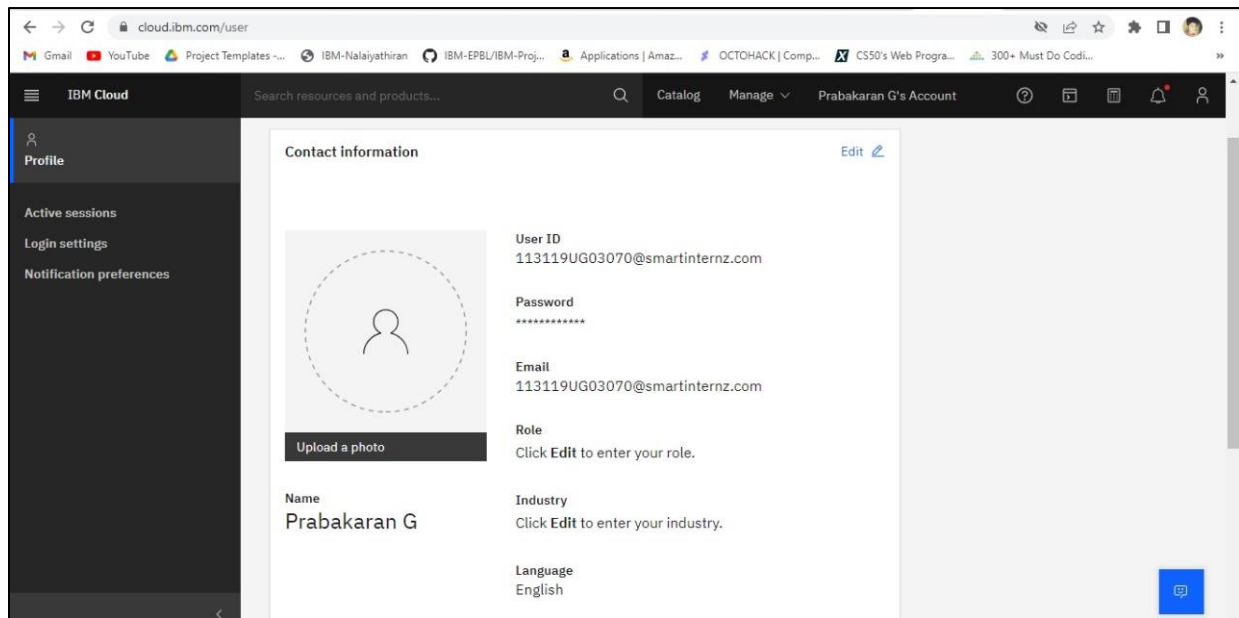 cloud.ibm.com/user
Gmail YouTube Project Templates -... IBM-Nalaiyathiran IBM-EPBL/IBM-Proj... Applications | Amaz... OCTOHACK | Comp... CS50's Web Progra... 300+ Must Do Codi... »
IBM Cloud Search resources and products... Catalog Manage Prabakaran G's Account
Profile
Active sessions
Login settings
Notification preferences
Contact information Edit
Upload a photo
Name
Prabakaran G
User ID
113119UG03070@smartinternz.com
Password
************
Email
113119UG03070@smartinternz.com
Role
Click Edit to enter your role.
Industry
Click Edit to enter your industry.
Language
English